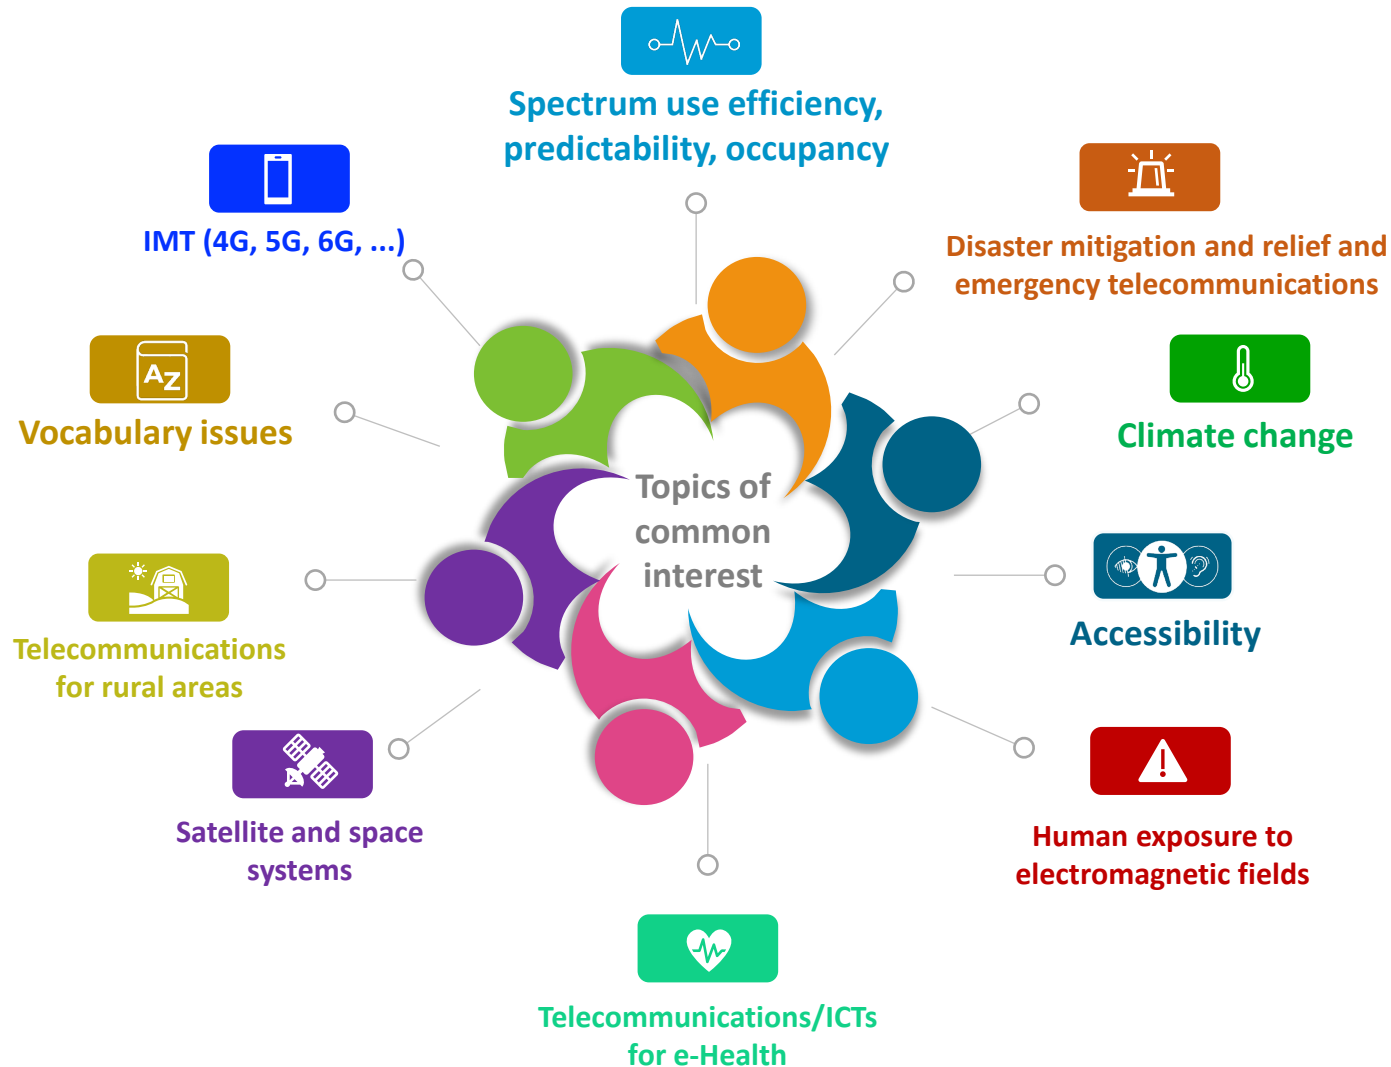 Spectrum use efficiency,
predictability, occupancy
IMT (4G, 5G, 6G, ...)
Disaster mitigation and relief and
emergency telecommunications
AZ
Vocabulary issues
Climate change
Topics of
common
interest
Telecommunications
for rural areas
Accessibility
Satellite and space
systems
Human exposure to
electromagnetic fields
Telecommunications/ICTs
for e-Health